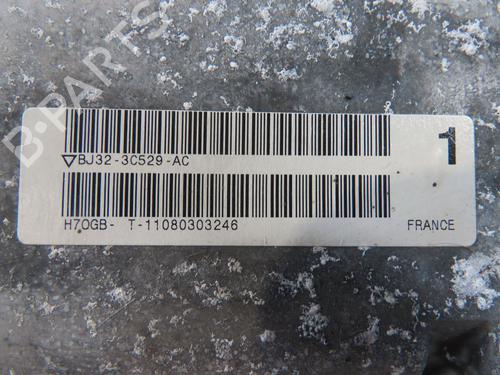 B-PARTS
1
▽BJ32-3C529-AC
H7OGB- T-11080303246 FRANCE